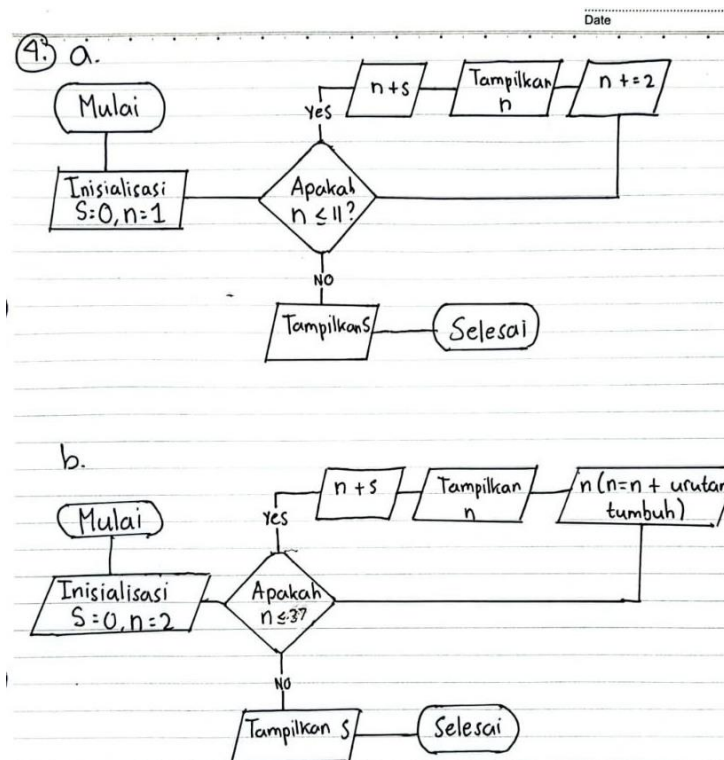 Date
4. a.
Mulai
Inisialisasi
S=0, n=1
Apakah
n ≤ 11?
Yes
n+s
Tampilkan
n
n +=2
NO
Tampilkan S
Selesai
b.
Mulai
Inisialisasi
S=0, n=2
Apakah
n ≤ 37
Yes
n + s
Tampilkan
n
n (n=n + urutan
tumbuh)
NO
Tampilkan S
Selesai